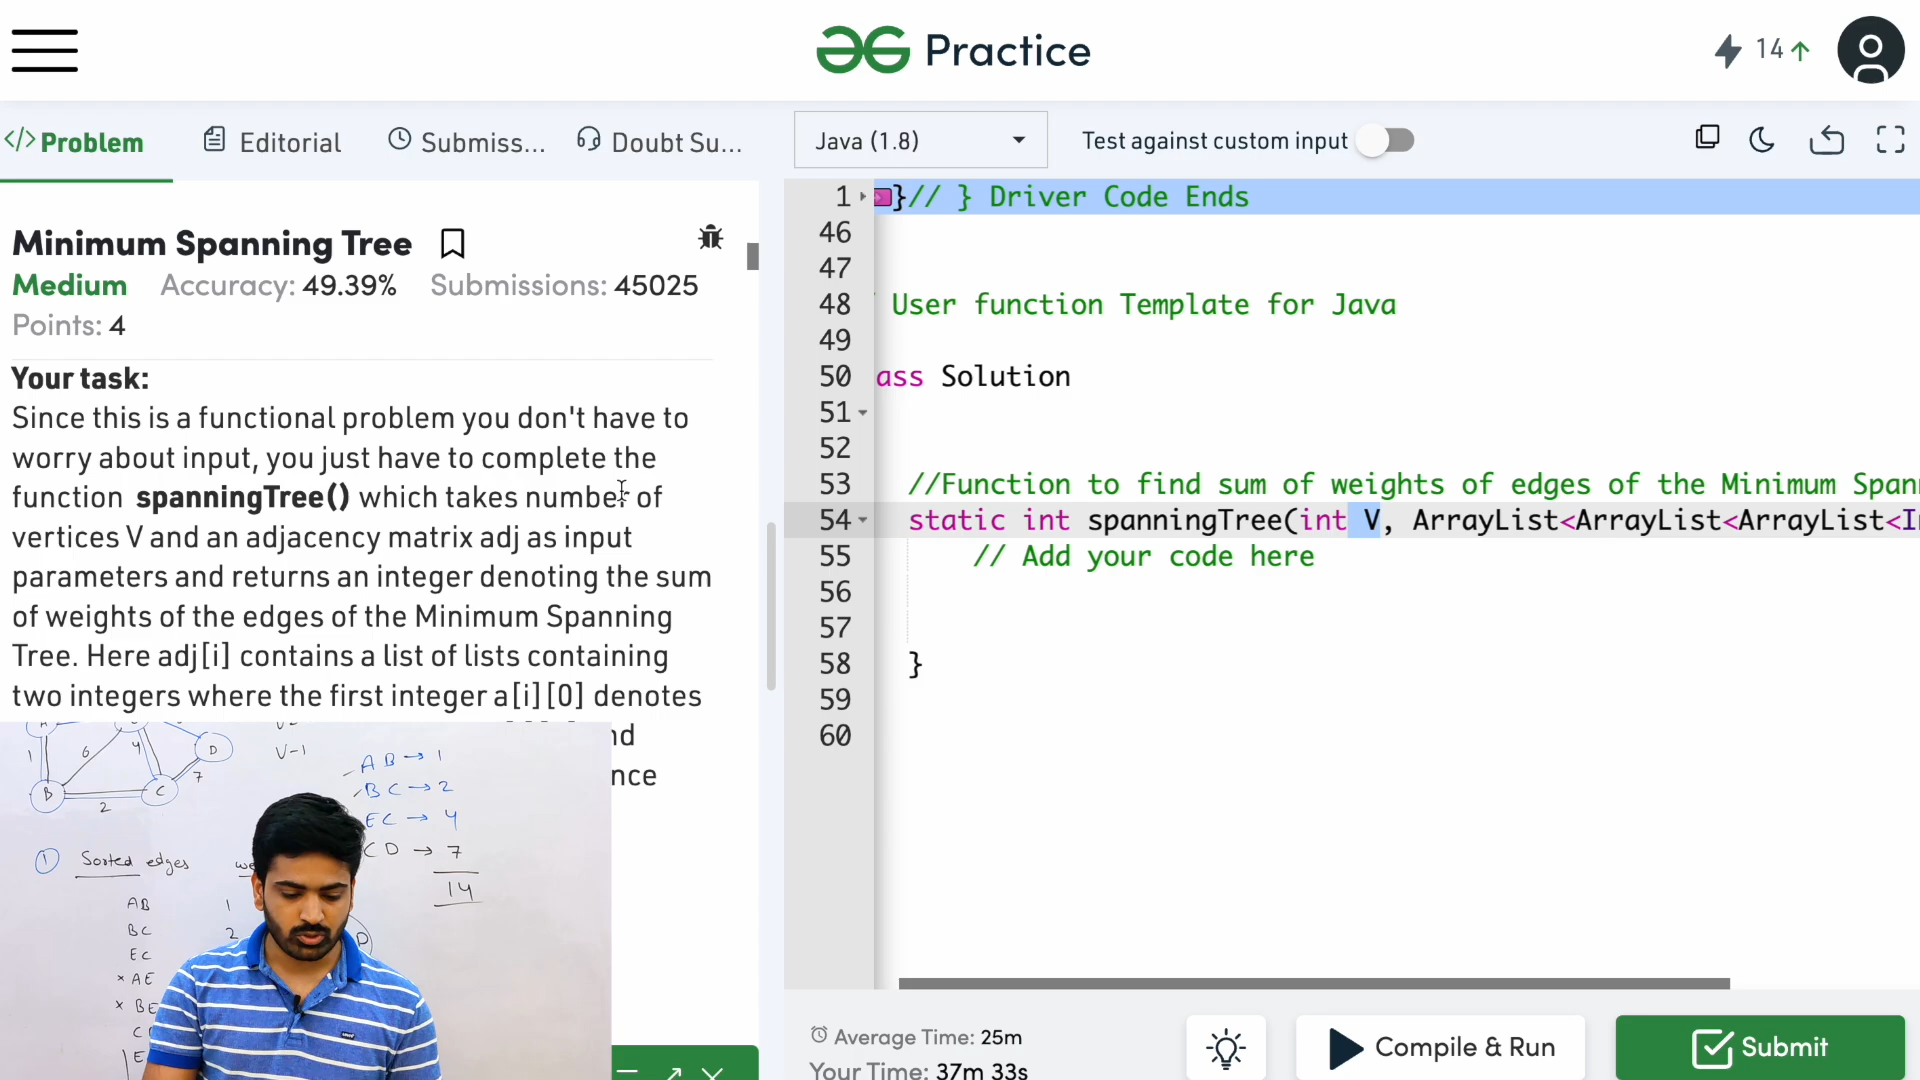 Practice
14
Problem
Editorial
Submiss...
Doubt Su...
Java (1.8)
Test against custom input
Minimum Spanning Tree
Medium Accuracy: 49.39% Submissions: 45025
Points: 4
Your task:
Since this is a functional problem you don't have to
worry about input, you just have to complete the
function spanningTree() which takes number of
vertices V and an adjacency matrix adj as input
parameters and returns an integer denoting the sum
of weights of the edges of the Minimum Spanning
Tree. Here adj[i] contains a list of lists containing
two integers where the first integer a[i][0] denotes
nd
nce
1 }// } Driver Code Ends
46
47
48 User function Template for Java
49
50 ass Solution
51
52
53 //Function to find sum of weights of edges of the Minimum Span
54 static int spanningTree(int V, ArrayList<ArrayList<ArrayList<I
55 // Add your code here
56
57
58 }
59
60
1 6 4 D
7
B 2 C
V-1
AB → 1
BC → 2
EC → 4
CD → 7
14
1 Sorted edges we
AB 1
BC 2
EC
× AE
× BE
C
E
D
Average Time: 25m
Your Time: 37m 33s
Compile & Run
Submit